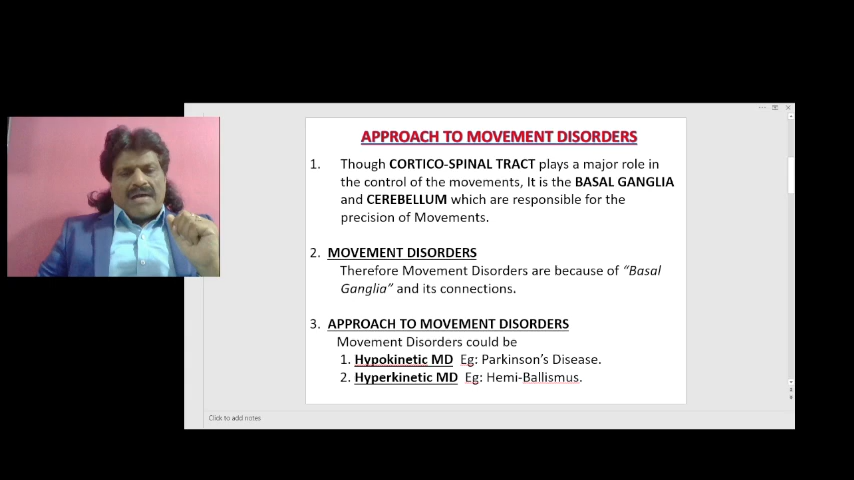 APPROACH TO MOVEMENT DISORDERS
1. Though CORTICO-SPINAL TRACT plays a major role in
the control of the movements, It is the BASAL GANGLIA
and CEREBELLUM which are responsible for the
precision of Movements.
2. MOVEMENT DISORDERS
Therefore Movement Disorders are because of “Basal
Ganglia” and its connections.
3. APPROACH TO MOVEMENT DISORDERS
Movement Disorders could be
1. Hypokinetic MD Eg: Parkinson’s Disease.
2. Hyperkinetic MD Eg: Hemi-Ballismus.
Click to add notes